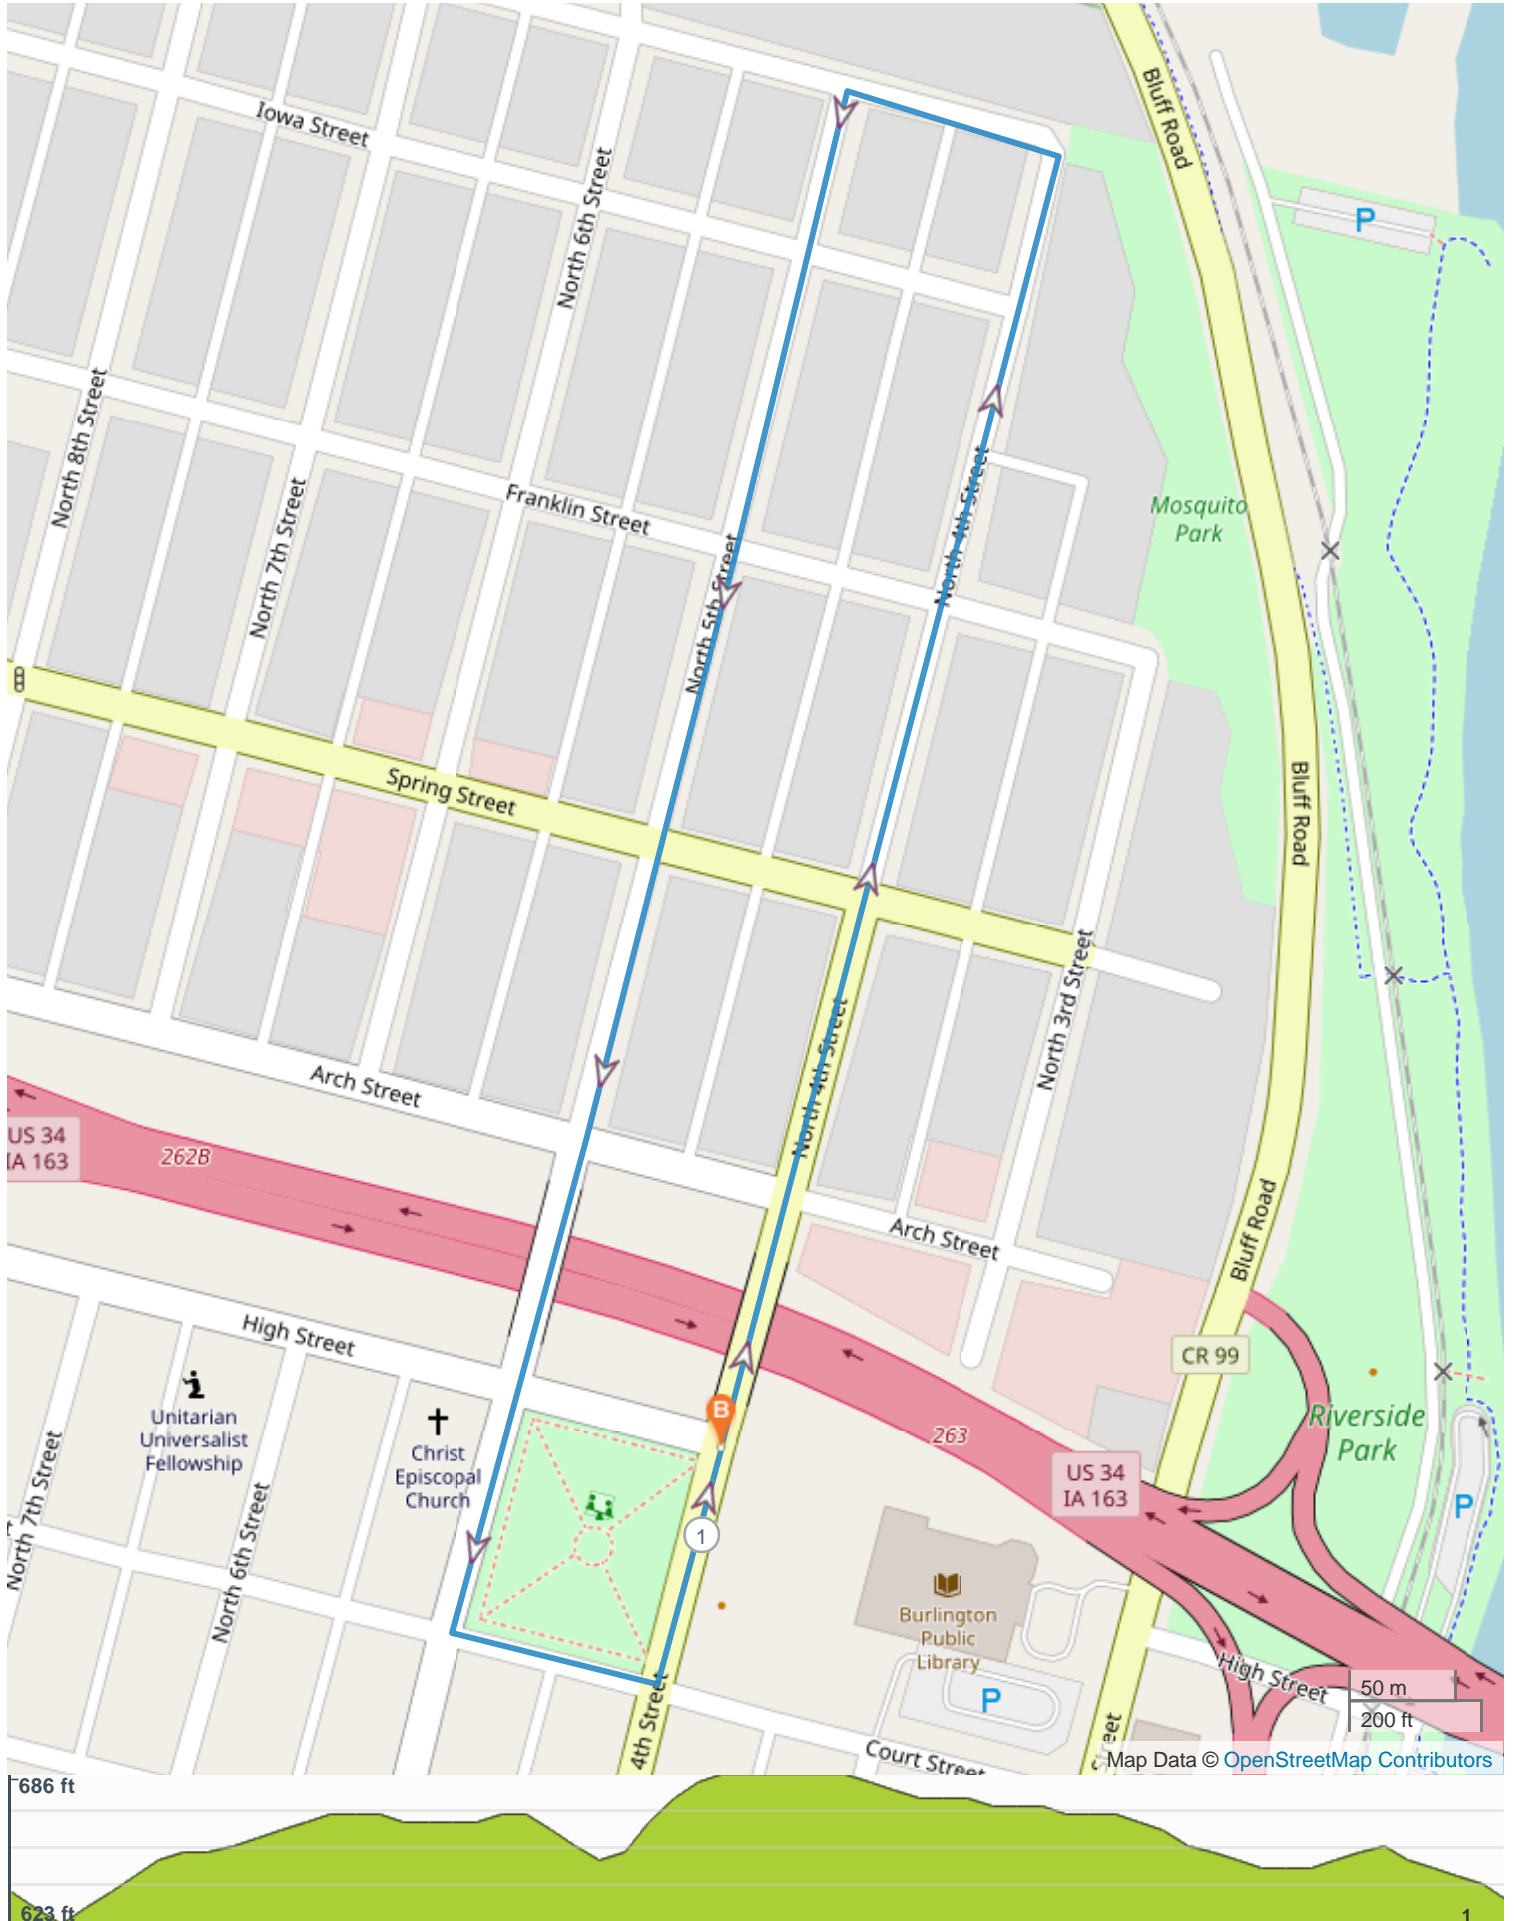 Iowa Street
Bluff Road
P
North 6th Street
North 8th Street
North 7th Street
Franklin Street
North 4th Street
Mosquito
Park
North 5th Street
Spring Street
Bluff Road
North 3rd Street
North 4th Street
Arch Street
US 34
IA 163
262B
Arch Street
Bluff Road
High Street
CR 99
B
Unitarian
Universalist
Fellowship
Christ
Episcopal
Church
263
Riverside
Park
US 34
IA 163
P
North 7th Street
North 6th Street
1
Burlington
Public
Library
P
High Street
4th Street
Court Street
Street
50 m
200 ft
Map Data © OpenStreetMap Contributors
686 ft
623 ft
1